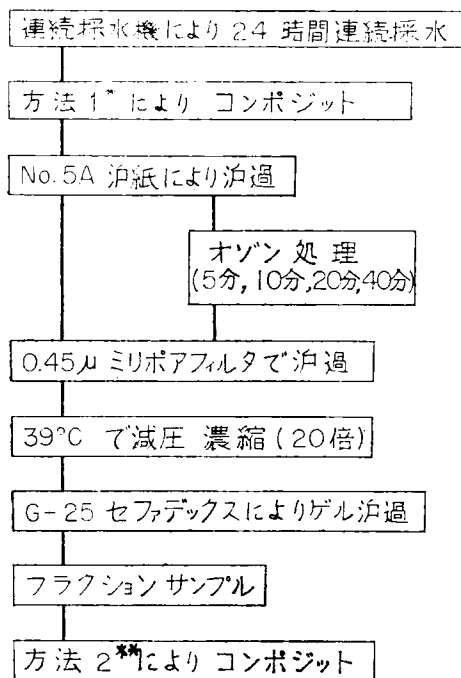 連続採水機により 24 時間連続採水
方法 1* により コンポジット
No. 5A 沪紙により沪過
オゾン処理
(5分, 10分, 20分, 40分)
0.45μ ミリポアフィルタで沪過
39°C で減圧 濃縮 (20倍)
G-25 セファデックスによりゲル沪過
フラクション サンプル
方法 2** により コンポジット